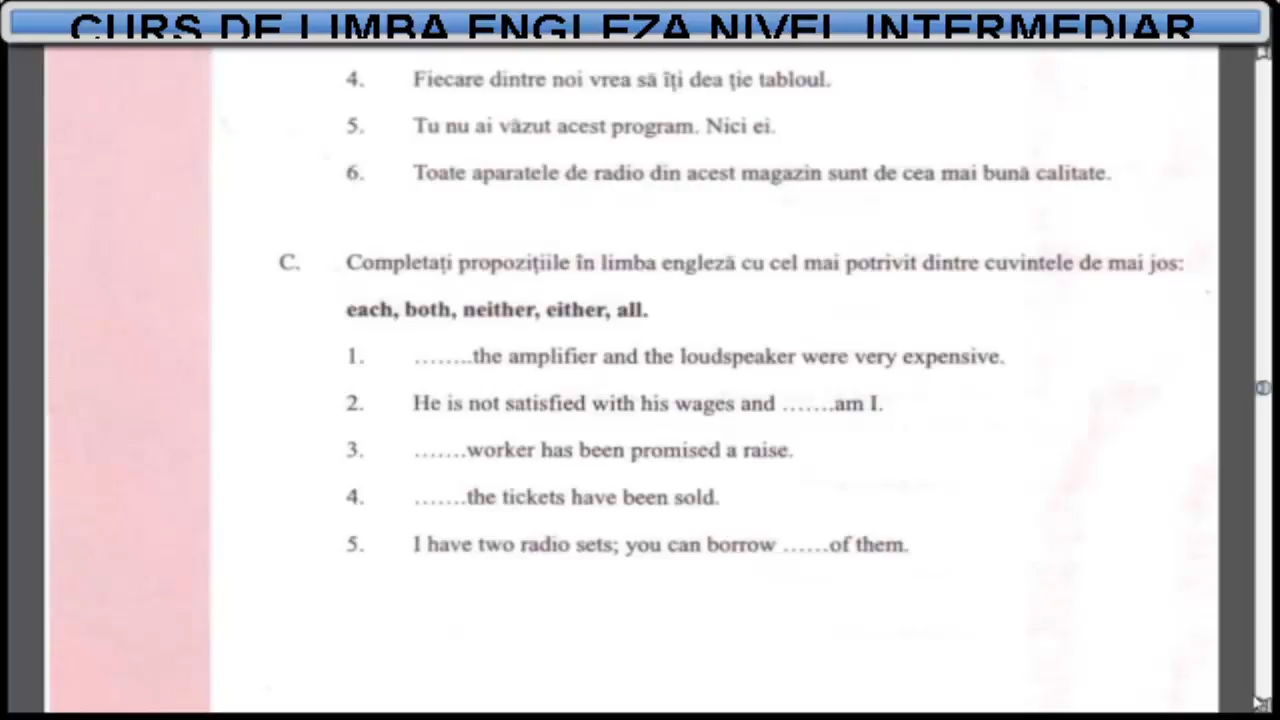 CURS DE LIMBA ENGLEZA NIVEL INTERMEDIAR
4. Fiecare dintre noi vrea să îți dea ție tabloul.
5. Tu nu ai văzut acest program. Nici ei.
6. Toate aparatele de radio din acest magazin sunt de cea mai bună calitate.
C. Completați propozițiile în limba engleză cu cel mai potrivit dintre cuvintele de mai jos:
each, both, neither, either, all.
1. ........the amplifier and the loudspeaker were very expensive.
2. He is not satisfied with his wages and .......am I.
3. .......worker has been promised a raise.
4. .......the tickets have been sold.
5. I have two radio sets; you can borrow ......of them.